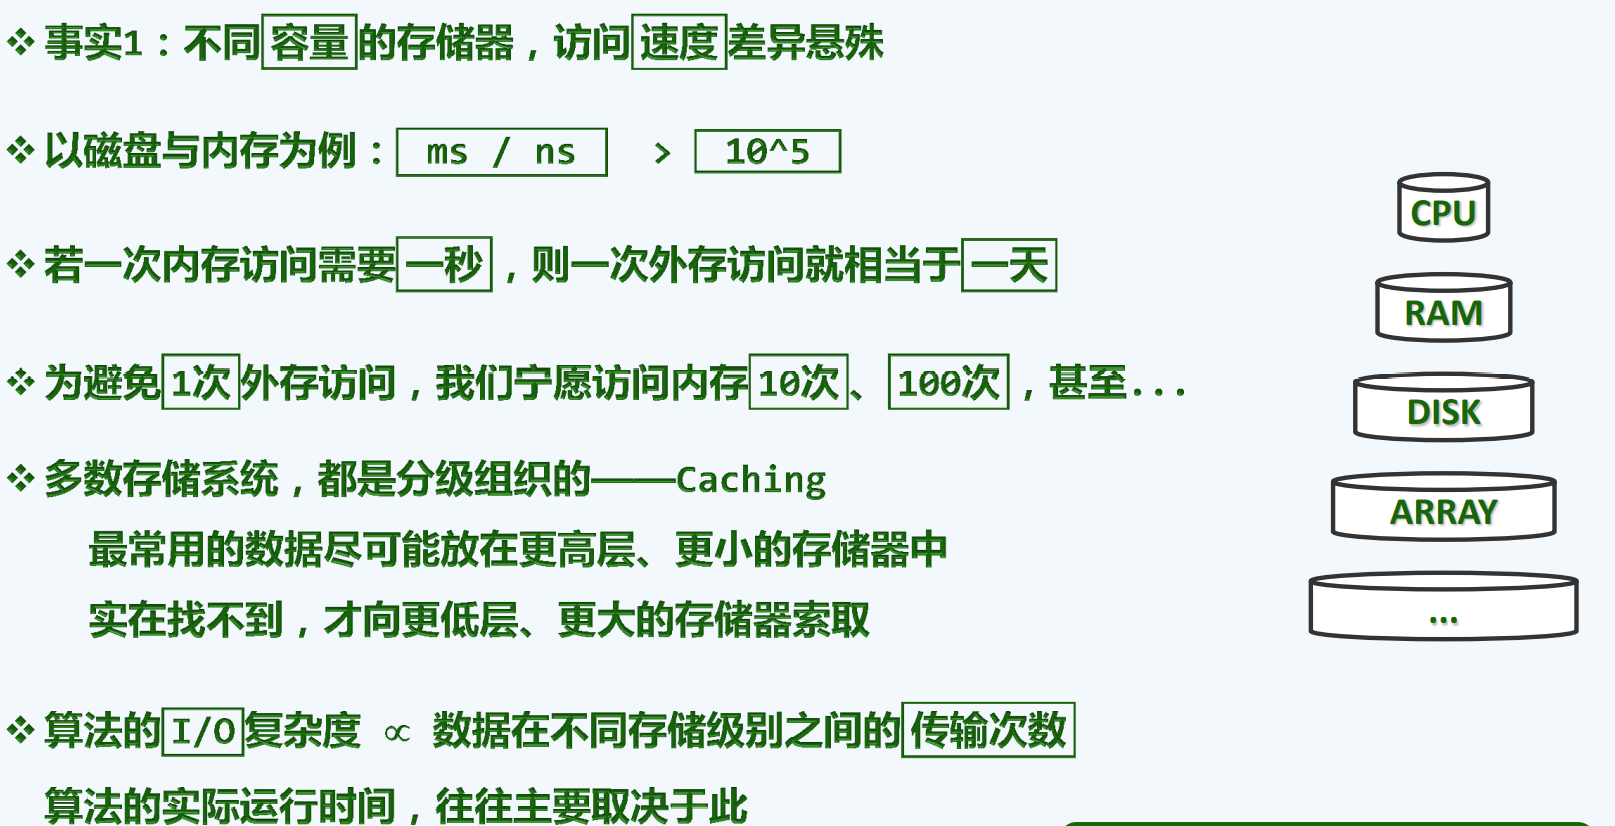 ❖ 事实1：不同容量的存储器，访问速度差异悬殊
❖ 以磁盘与内存为例：ms / ns > 10^5
❖ 若一次内存访问需要一秒，则一次外存访问就相当于一天
❖ 为避免1次外存访问，我们宁愿访问内存10次、100次，甚至...
❖ 多数存储系统，都是分级组织的——Caching
最常用的数据尽可能放在更高层、更小的存储器中
实在找不到，才向更低层、更大的存储器索取
❖ 算法的I/O复杂度 ∝ 数据在不同存储级别之间的传输次数
算法的实际运行时间，往往主要取决于此
CPU
RAM
DISK
ARRAY
...